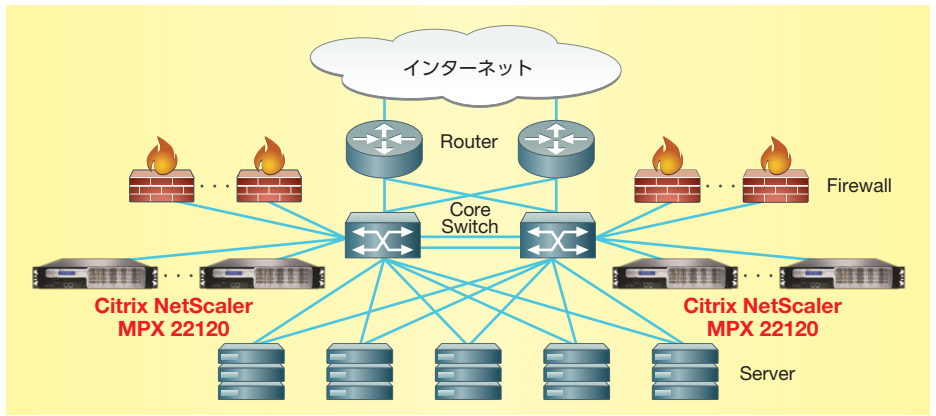 インターネット
Router
Firewall
Core
Switch
Citrix NetScaler
MPX 22120
Citrix NetScaler
MPX 22120
Server